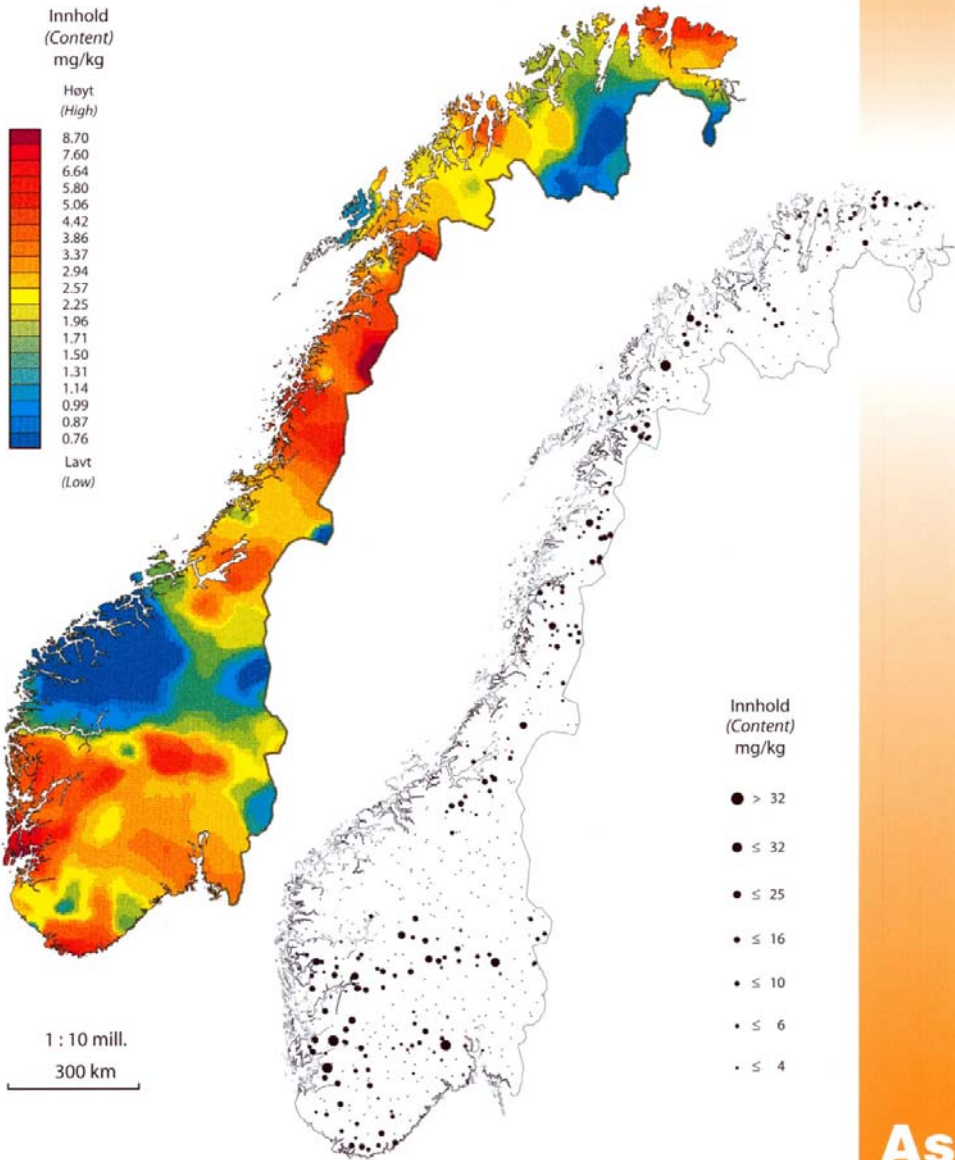 Innhold
(Content)
mg/kg
Høyt
(High)
8.70
7.60
6.64
5.80
5.06
4.42
3.86
3.37
2.94
2.57
2.25
1.96
1.71
1.50
1.31
1.14
0.99
0.87
0.76
Lavt
(Low)
1 : 10 mill.
300 km
Innhold
(Content)
mg/kg
> 32
≤ 32
≤ 25
≤ 16
≤ 10
≤ 6
≤ 4
As